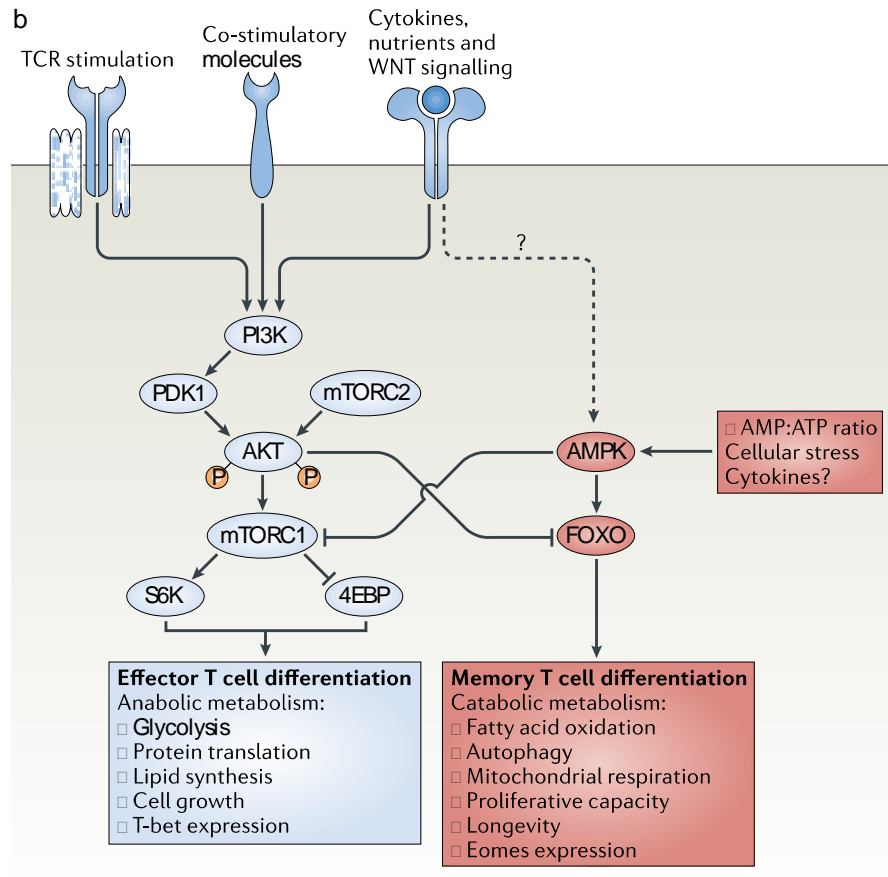 b
TCR stimulation
Co-stimulatory
molecules
Cytokines,
nutrients and
WNT signalling
?
PI3K
PDK1
mTORC2
AKT
P
P
AMPK
□ AMP:ATP ratio
Cellular stress
Cytokines?
mTORC1
FOXO
S6K
4EBP
Effector T cell differentiation
Anabolic metabolism:
□ Glycolysis
□ Protein translation
□ Lipid synthesis
□ Cell growth
□ T-bet expression
Memory T cell differentiation
Catabolic metabolism:
□ Fatty acid oxidation
□ Autophagy
□ Mitochondrial respiration
□ Proliferative capacity
□ Longevity
□ Eomes expression